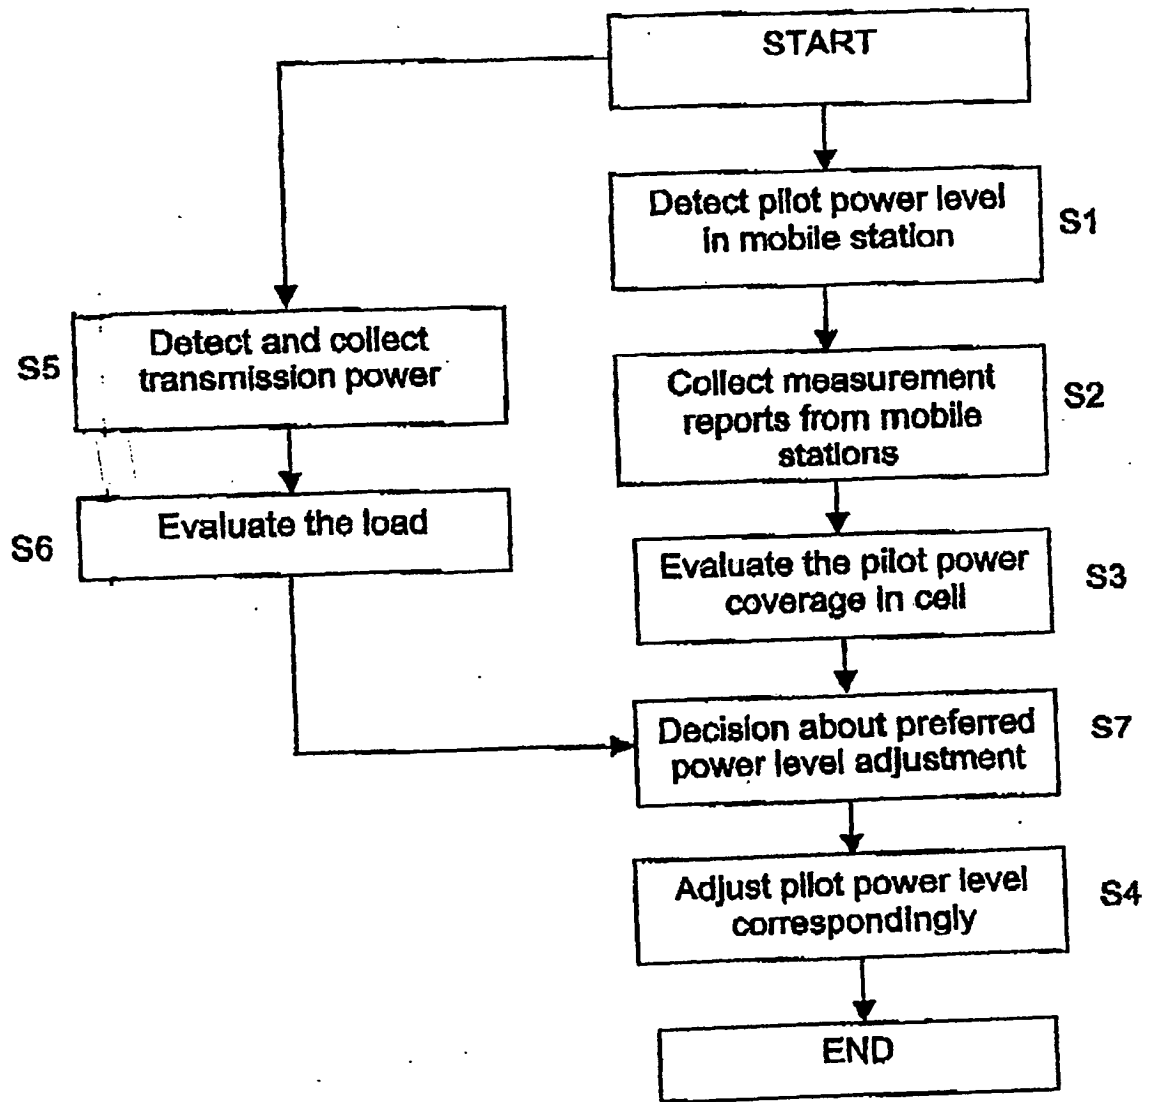 START
Detect pilot power level
in mobile station
S1
Detect and collect
transmission power
S5
Collect measurement
reports from mobile
stations
S2
Evaluate the load
S6
Evaluate the pilot power
coverage in cell
S3
Decision about preferred
power level adjustment
S7
Adjust pilot power level
correspondingly
S4
END